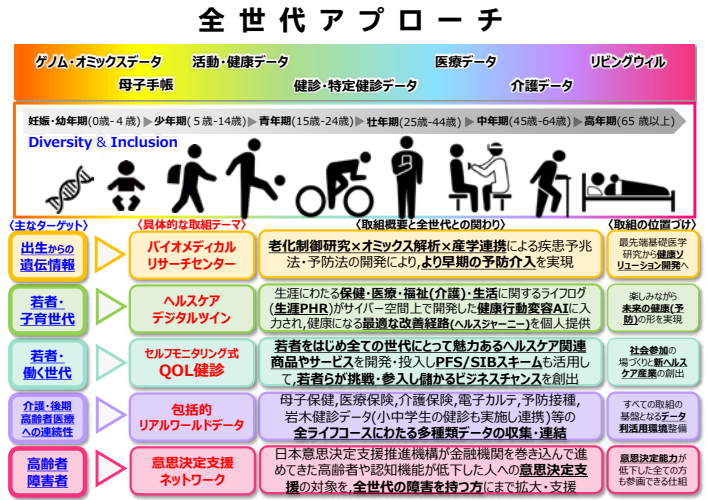 全世代アプローチ
ゲノム・オミックスデータ
活動・健康データ
医療データ
リビングウィル
母子手帳
健診・特定健診データ
介護データ
妊娠・幼年期(0歳-４歳)
少年期(５歳-14歳)
青年期(15歳-24歳)
壮年期(25歳-44歳)
中年期(45歳-64歳)
高年期(65 歳以上)
Diversity & Inclusion
〈主なターゲット〉
〈具体的な取組テーマ〉
〈取組概要と全世代との関わり〉
〈取組の位置づけ〉
出生からの
遺伝情報
バイオメディカル
リサーチセンター
老化制御研究×オミックス解析×産学連携による疾患予兆
法・予防法の開発により,より早期の予防介入を実現
最先端基礎医学
研究から健康ソ
リューション開発へ
若者・
子育世代
ヘルスケア
デジタルツイン
生涯にわたる保健・医療・福祉(介護)・生活に関するライフログ
(生涯PHR)がサイバー空間上で開発した健康行動変容AIに入
力され,健康になる最適な改善経路(ヘルスジャーニー)を個人提供
楽しみながら
未来の健康(予
防)の形を実現
若者・
働く世代
セルフモニタリング式
QOL健診
若者をはじめ全ての世代にとって魅力あるヘルスケア関連
商品やサービスを開発・投入しPFS/SIBスキームも活用し
て,若者らが挑戦・参入し儲かるビジネスチャンスを創出
社会参加の
場づくりと新ヘルス
ケア産業の創出
介護・後期
高齢者医療
への連続性
包括的
リアルワールドデータ
母子保健,医療保険,介護保険,電子カルテ,予防接種,
岩木健診データ(小中学生の健診も実施し連携)等の
全ライフコースにわたる多種類データの収集・連結
すべての取組の
基盤となるデータ
利活用環境整備
高齢者
障害者
意思決定支援
ネットワーク
日本意思決定支援推進機構が金融機関を巻き込んで進
めてきた高齢者や認知機能が低下した人への意思決定支
援の対象を,全世代の障害を持つ方にまで拡大・支援
意思決定能力が
低下した全ての方
も参画できる仕組